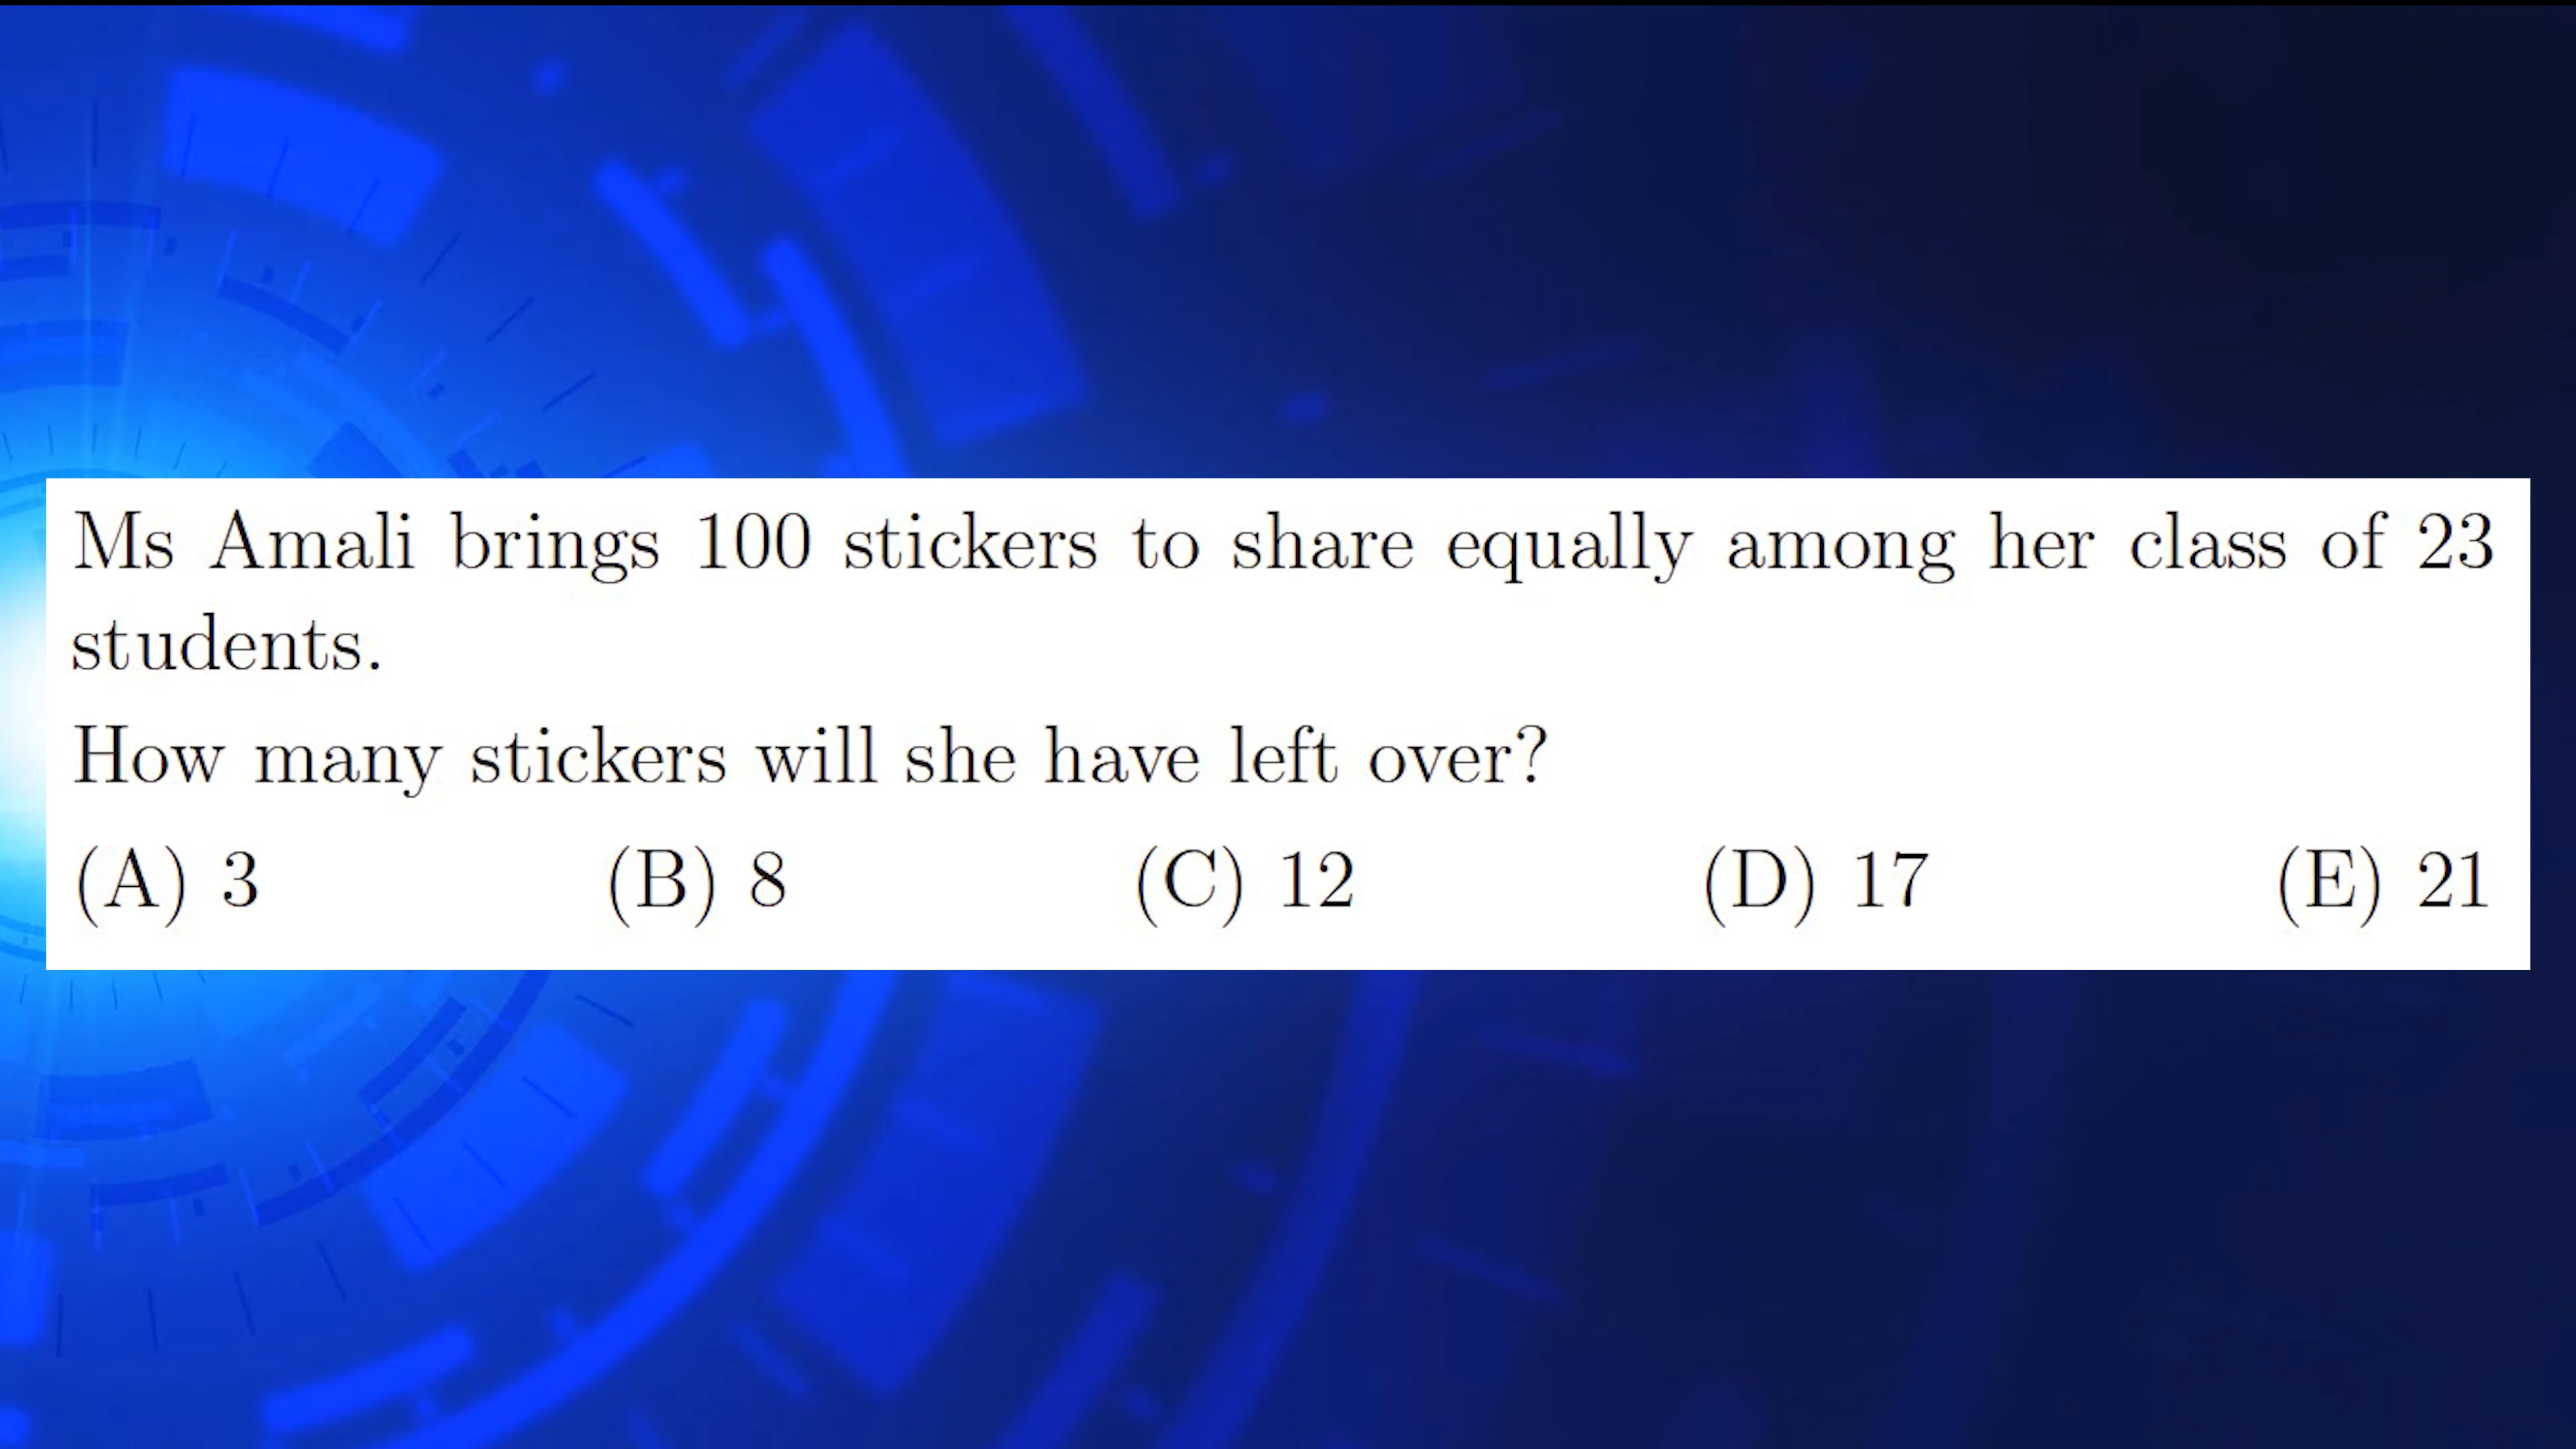 Ms Amali brings 100 stickers to share equally among her class of 23
students.
How many stickers will she have left over?
(A) 3 (B) 8 (C) 12 (D) 17 (E) 21